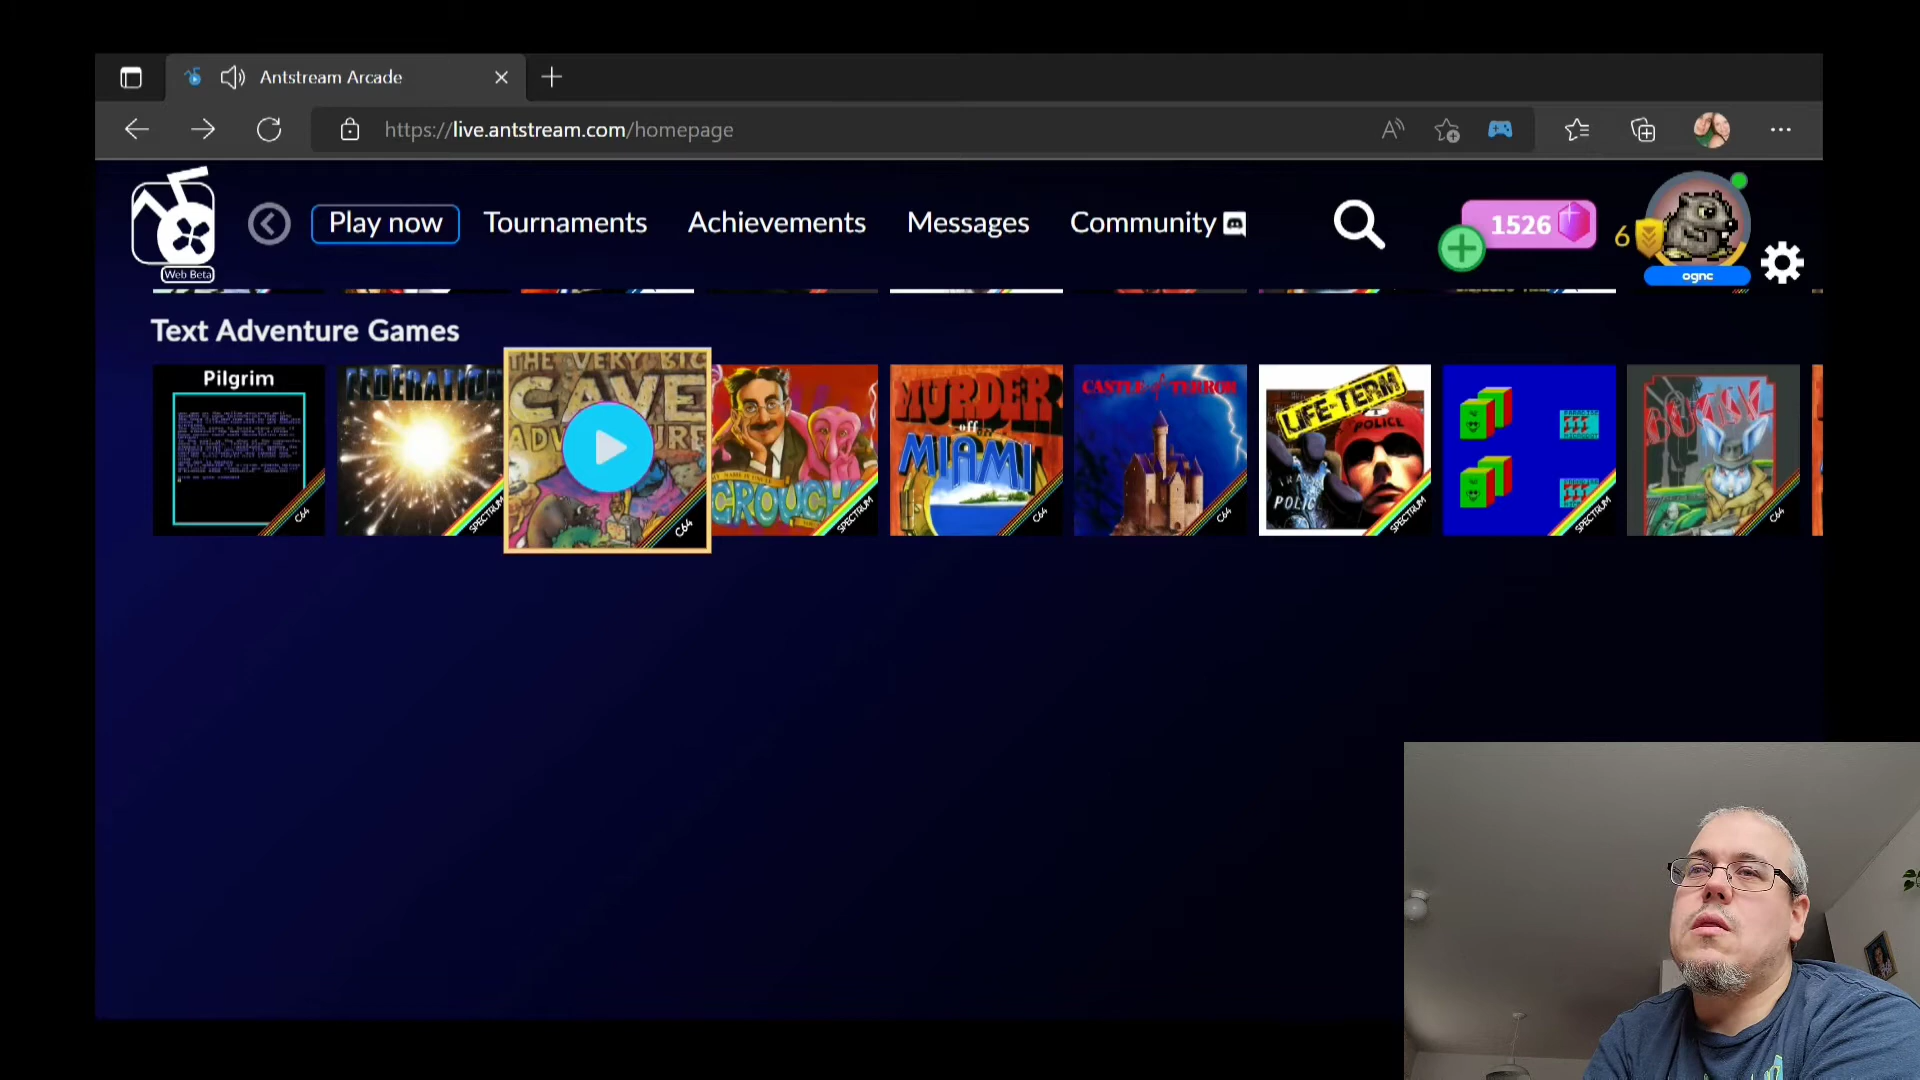 Antstream Arcade
https://live.antstream.com/homepage
Web Beta
Play now
Tournaments
Achievements
Messages
Community
1526
6
ognc
Text Adventure Games
Pilgrim
C64
FEDERATION
SPECTRUM
THE VERY BIG
CAVE
ADVENTURE
C64
GROUCH
SPECTRUM
MURDER
off
MIAMI
C64
CASTLE of TERROR
C64
LIFE-TERM
POLICE
SPECTRUM
SPECTRUM
C64